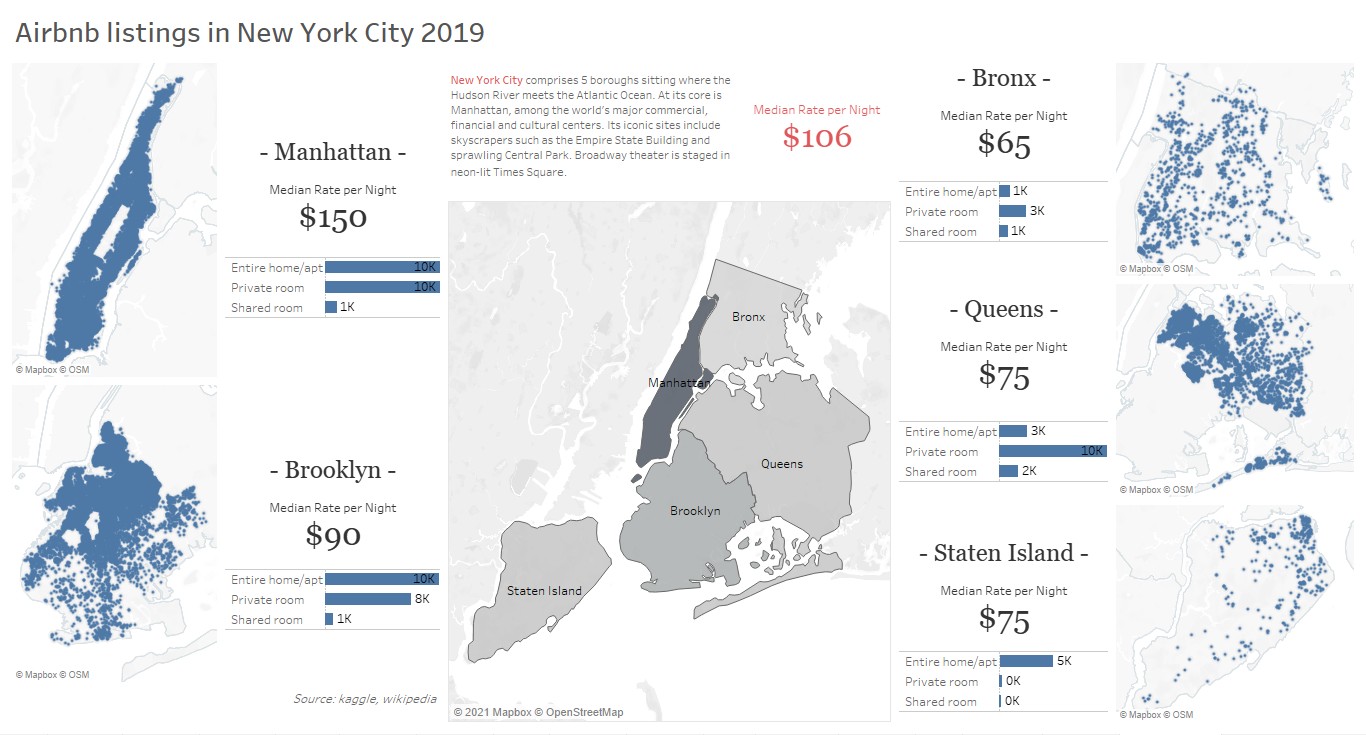 Airbnb listings in New York City 2019
© Mapbox © OSM
- Manhattan -
Median Rate per Night
$150
Entire home/apt 10K
Private room 10K
Shared room 1K
© Mapbox © OSM
- Brooklyn -
Median Rate per Night
$90
Entire home/apt 10K
Private room 8K
Shared room 1K
Source: kaggle, wikipedia
New York City comprises 5 boroughs sitting where the
Hudson River meets the Atlantic Ocean. At its core is
Manhattan, among the world's major commercial,
financial and cultural centers. Its iconic sites include
skyscrapers such as the Empire State Building and
sprawling Central Park. Broadway theater is staged in
neon-lit Times Square.
Median Rate per Night
$106
Bronx
Manhattan
Queens
Brooklyn
Staten Island
© 2021 Mapbox © OpenStreetMap
- Bronx -
Median Rate per Night
$65
Entire home/apt 1K
Private room 3K
Shared room 1K
© Mapbox © OSM
- Queens -
Median Rate per Night
$75
Entire home/apt 3K
Private room 10K
Shared room 2K
© Mapbox © OSM
- Staten Island -
Median Rate per Night
$75
Entire home/apt 5K
Private room 0K
Shared room 0K
© Mapbox © OSM